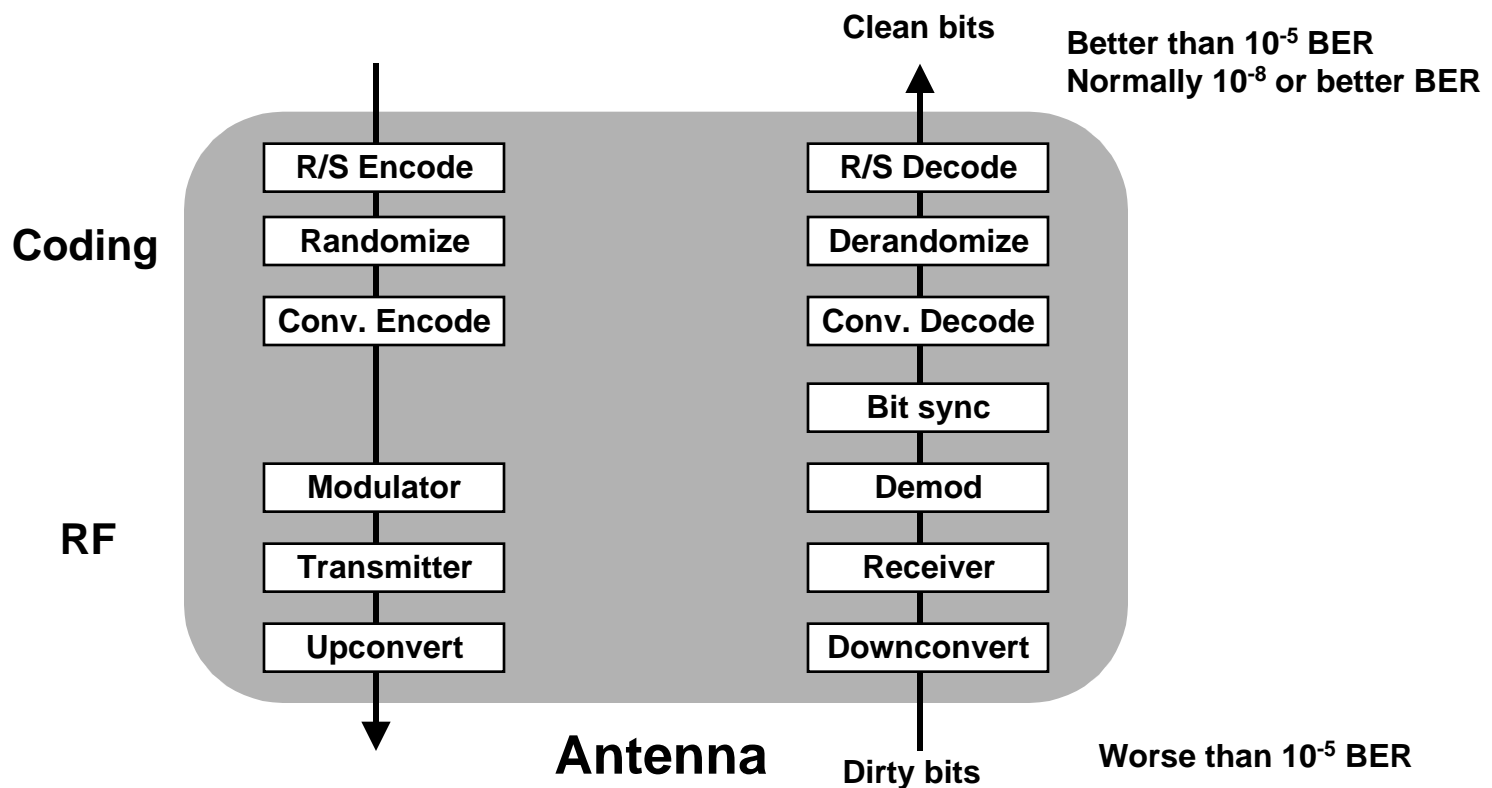 Clean bits
Better than 10⁻⁵ BER
Normally 10⁻⁸ or better BER
R/S Encode
R/S Decode
Coding
Randomize
Derandomize
Conv. Encode
Conv. Decode
Bit sync
Modulator
Demod
RF
Transmitter
Receiver
Upconvert
Downconvert
Antenna
Dirty bits
Worse than 10⁻⁵ BER